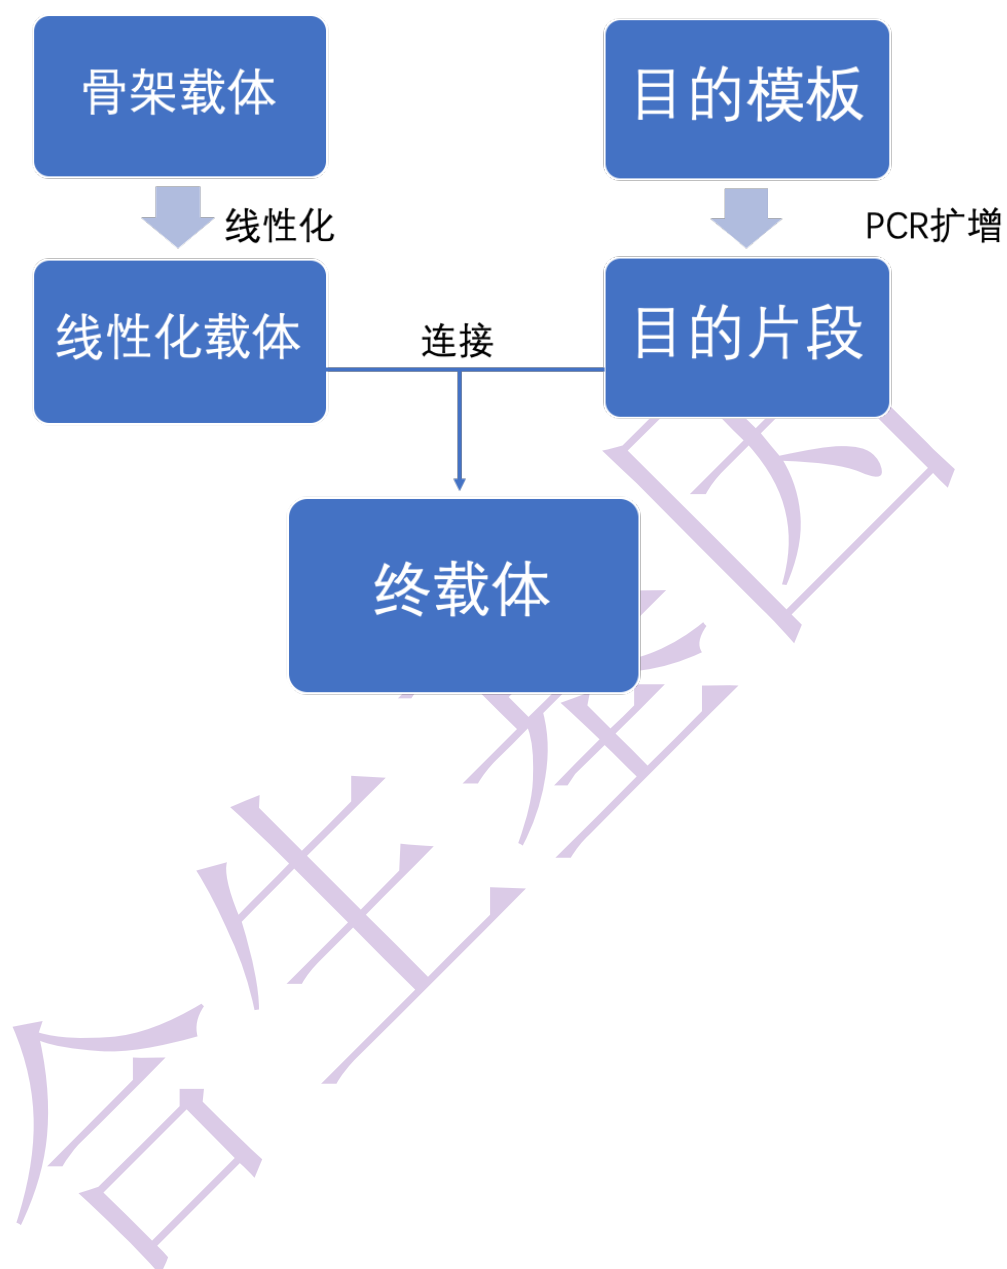 骨架载体
目的模板
线性化
PCR扩增
线性化载体
目的片段
连接
终载体
合生基因